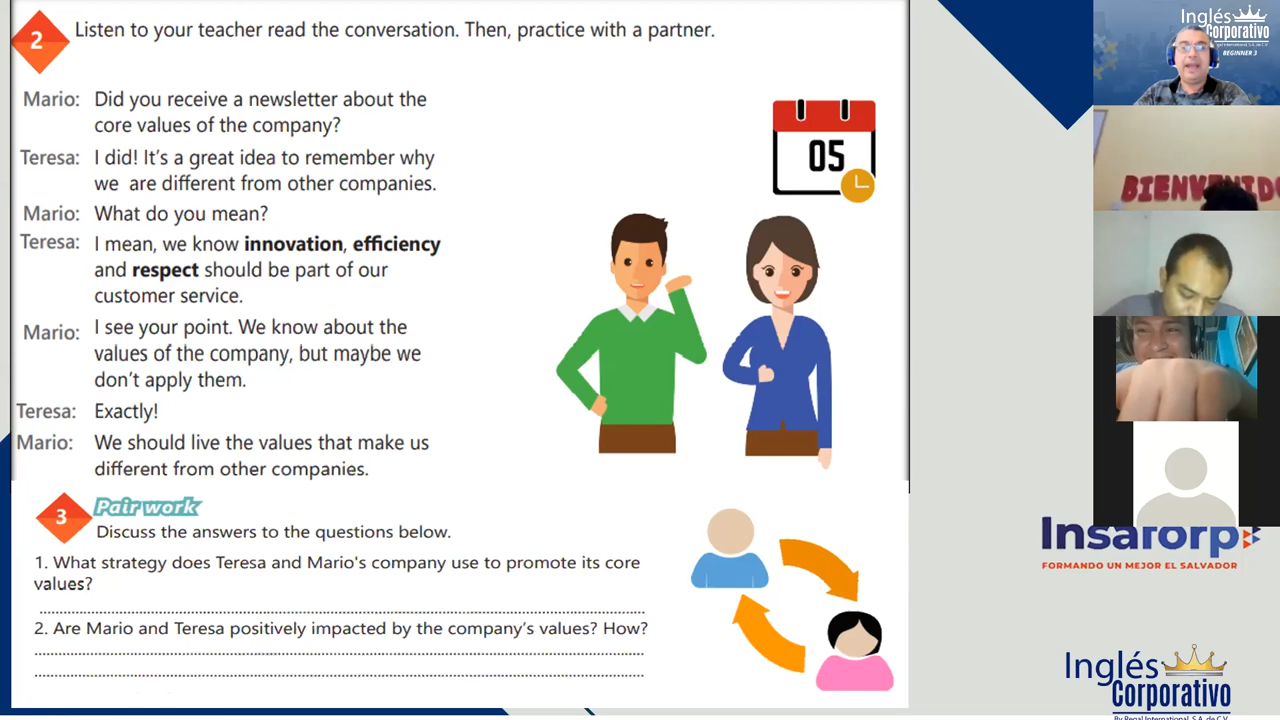 2
Listen to your teacher read the conversation. Then, practice with a partner.
Mario: Did you receive a newsletter about the
core values of the company?
Teresa: I did! It's a great idea to remember why
we are different from other companies.
Mario: What do you mean?
Teresa: I mean, we know innovation, efficiency
and respect should be part of our
customer service.
Mario: I see your point. We know about the
values of the company, but maybe we
don't apply them.
Teresa: Exactly!
Mario: We should live the values that make us
different from other companies.
05
3
Pair work
Discuss the answers to the questions below.
1. What strategy does Teresa and Mario's company use to promote its core
values?
2. Are Mario and Teresa positively impacted by the company's values? How?
Inglés
Corporativo
BEGINNER 3
BIENVENIDO
Insaforp
FORMANDO UN MEJOR EL SALVADOR
Inglés
Corporativo
By Regal International, S.A. de C.V.